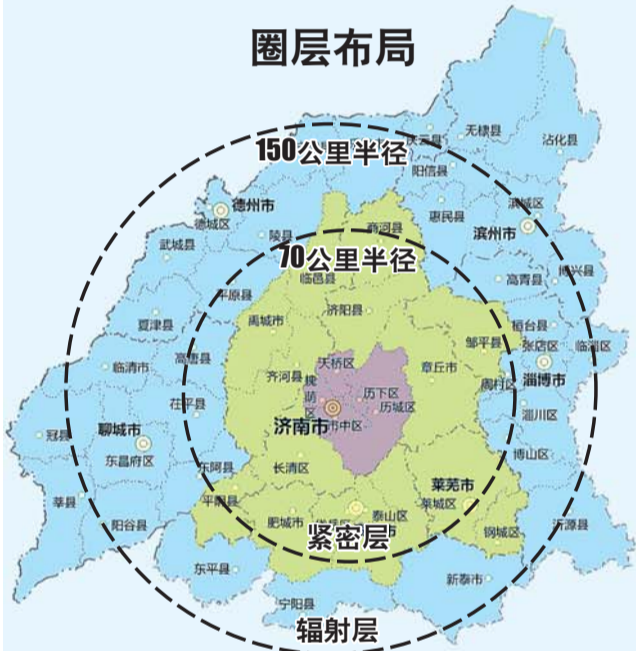 圈层布局
无棣县
庆云县
沾化县
150公里半径
阳信县
德州市
德城区
惠民县
滨城区
滨州市
商河县
陵县
武城县
70公里半径
临邑县
博兴县
高青县
平原县
夏津县
禹城市
济阳县
桓台县
邹平县
张店区
临淄区
高唐县
天桥区
临清市
齐河县
槐荫区
章丘市
周村区
淄博市
历下区
历城区
茌平县
淄川区
济南市
市中区
冠县
聊城市
东昌府区
博山区
东阿县
长清区
莱芜市
莱城区
莘县
平阴县
阳谷县
肥城市
泰山区
沂源县
钢城区
紧密层
东平县
新泰市
宁阳县
辐射层